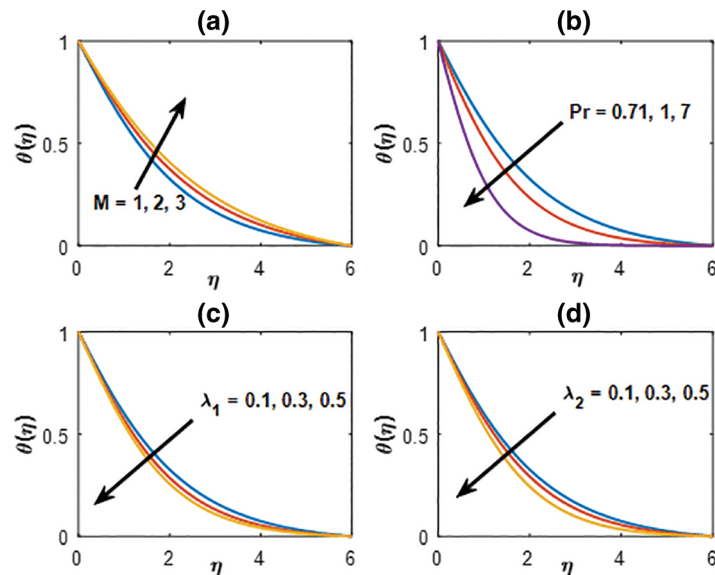 (a)
1
0.5
0
θ(η)
M = 1, 2, 3
0 2 4 6
η
(b)
1
0.5
0
θ(η)
Pr = 0.71, 1, 7
0 2 4 6
η
(c)
1
0.5
0
θ(η)
λ₁ = 0.1, 0.3, 0.5
0 2 4 6
η
(d)
1
0.5
0
θ(η)
λ₂ = 0.1, 0.3, 0.5
0 2 4 6
η